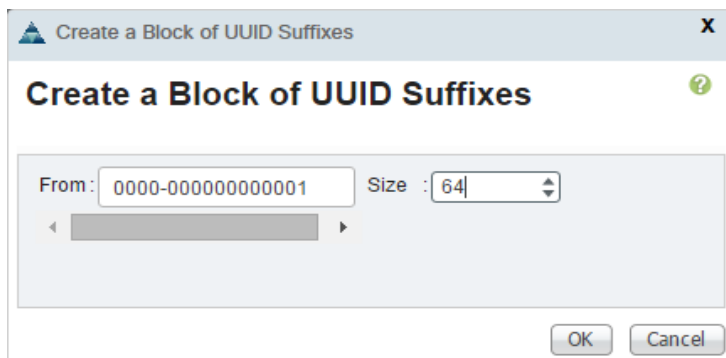 Create a Block of UUID Suffixes X
Create a Block of UUID Suffixes ?
From : 0000-000000000001 Size : 64
OK Cancel